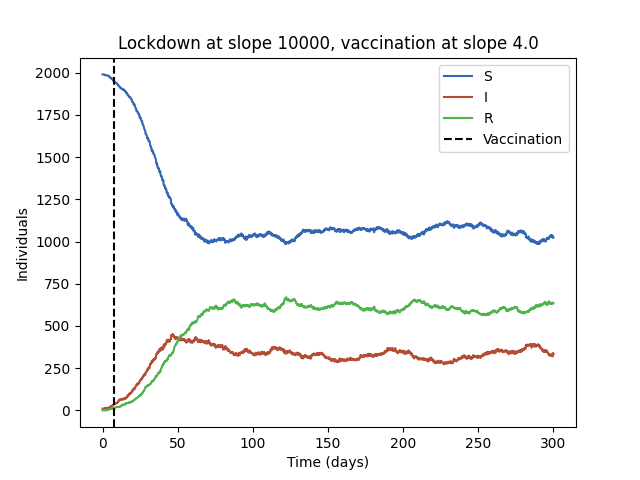 Lockdown at slope 10000, vaccination at slope 4.0
2000
1750
1500
1250
1000
750
500
250
0
Individuals
S
I
R
Vaccination
0 50 100 150 200 250 300
Time (days)